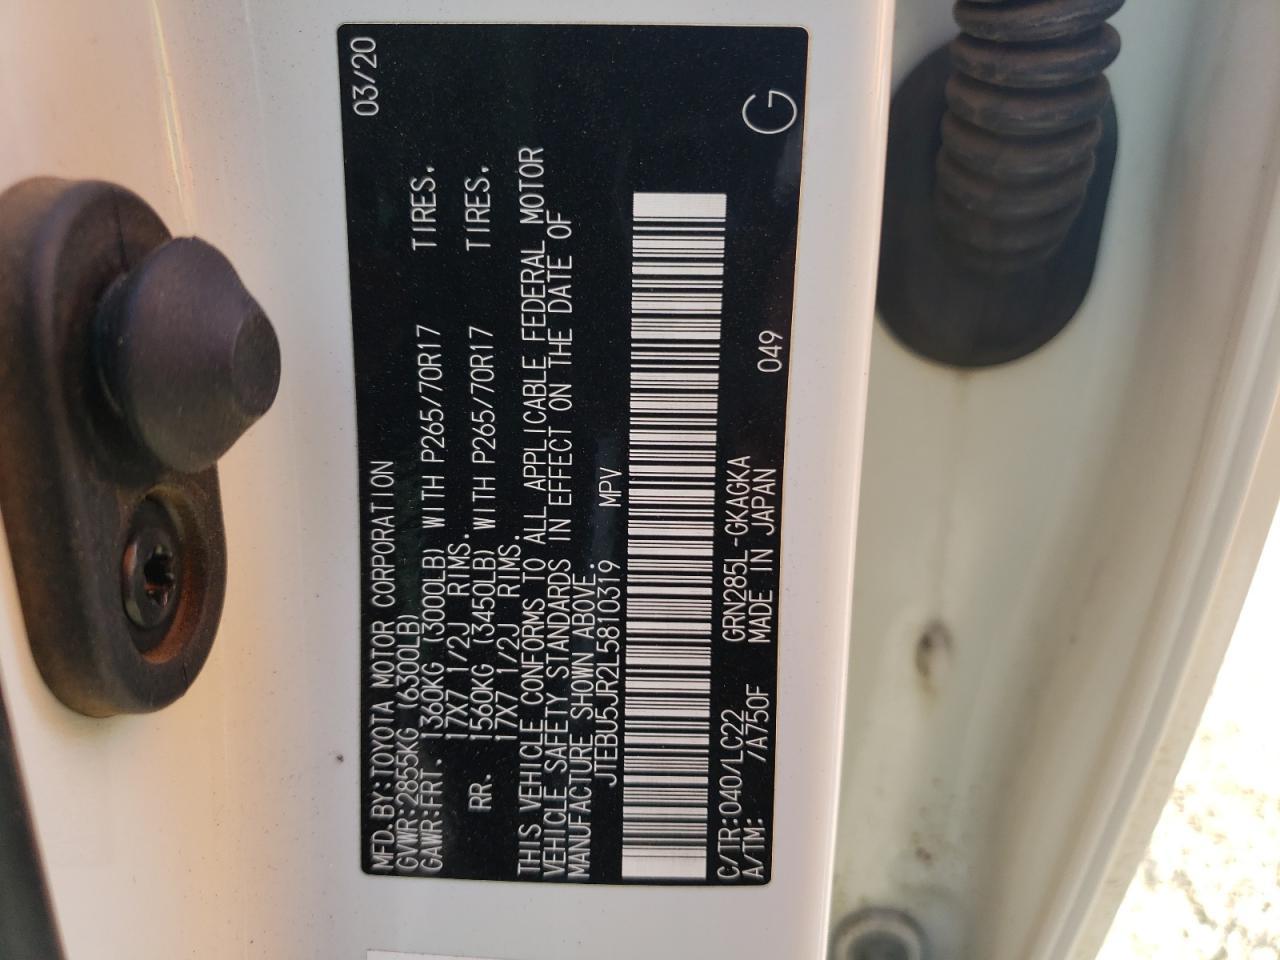 MFD. BY: TOYOTA MOTOR CORPORATION 03/20
GVWR: 2855KG (6300LB)
GAWR: FRT. 1360KG (3000LB) WITH P265/70R17 TIRES.
17X7 1/2J RIMS.
RR. 1560KG (3450LB) WITH P265/70R17 TIRES.
17X7 1/2J RIMS.
THIS VEHICLE CONFORMS TO ALL APPLICABLE FEDERAL MOTOR
VEHICLE SAFETY STANDARDS IN EFFECT ON THE DATE OF
MANUFACTURE SHOWN ABOVE.
JTEBU5JR2L5810319 MPV
C/TR: 040/LC22 GRN285L-GKAGKA
A/TM: /A750F MADE IN JAPAN 049
G